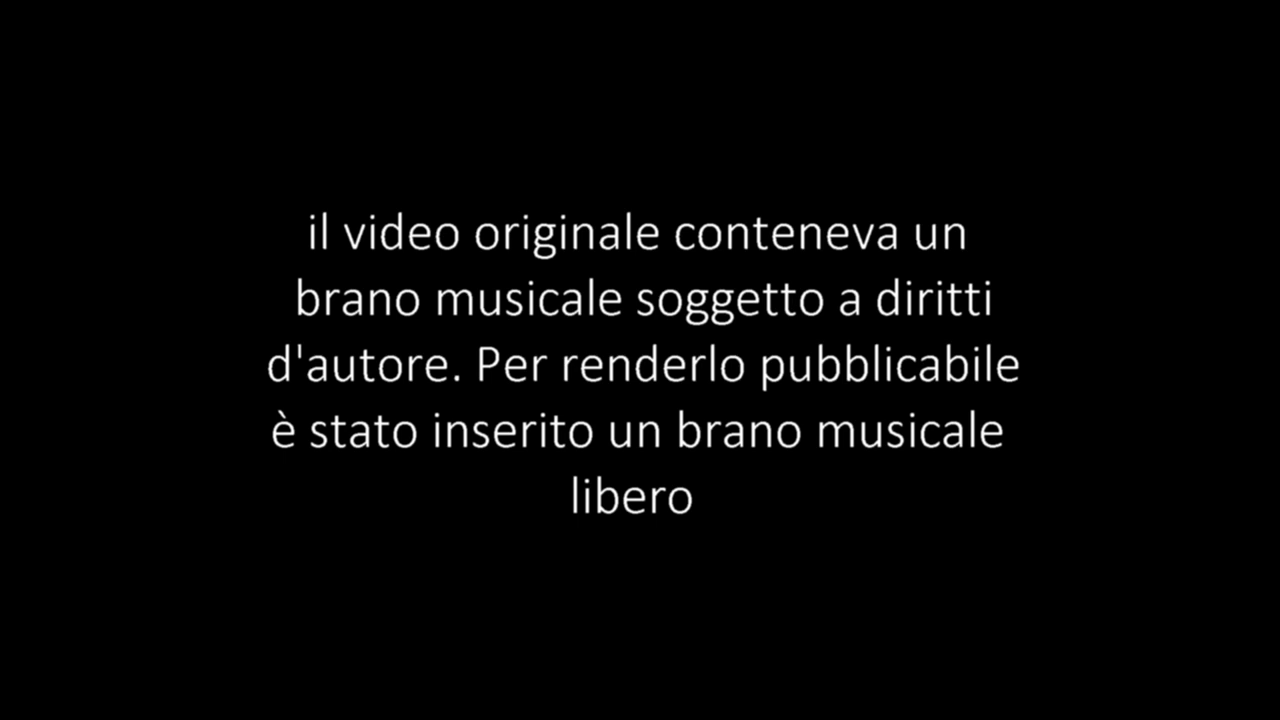 il video originale conteneva un
brano musicale soggetto a diritti
d'autore. Per renderlo pubblicabile
è stato inserito un brano musicale
libero